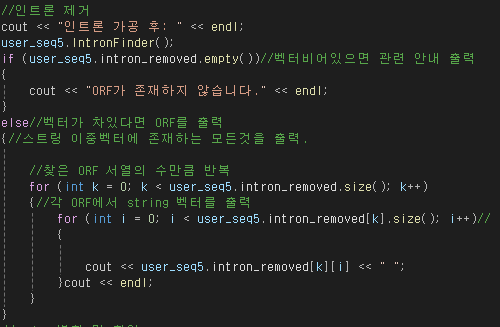 //인트론 제거
cout << "인트론 가공 후: " << endl;
user_seq5.IntronFinder();
if (user_seq5.intron_removed.empty())//벡터비어있으면 관련 안내 출력
{
cout << "ORF가 존재하지 않습니다." << endl;
}
else//벡터가 차있다면 ORF를 출력
{//스트링 이중벡터에 존재하는 모든것을 출력.
//찾은 ORF 서열의 수만큼 반복
for (int k = 0; k < user_seq5.intron_removed.size(); k++)
{//각 ORF에서 string 벡터를 출력
for (int i = 0; i < user_seq5.intron_removed[k].size(); i++)//
{
cout << user_seq5.intron_removed[k][i] << " ";
}cout << endl;
}
}